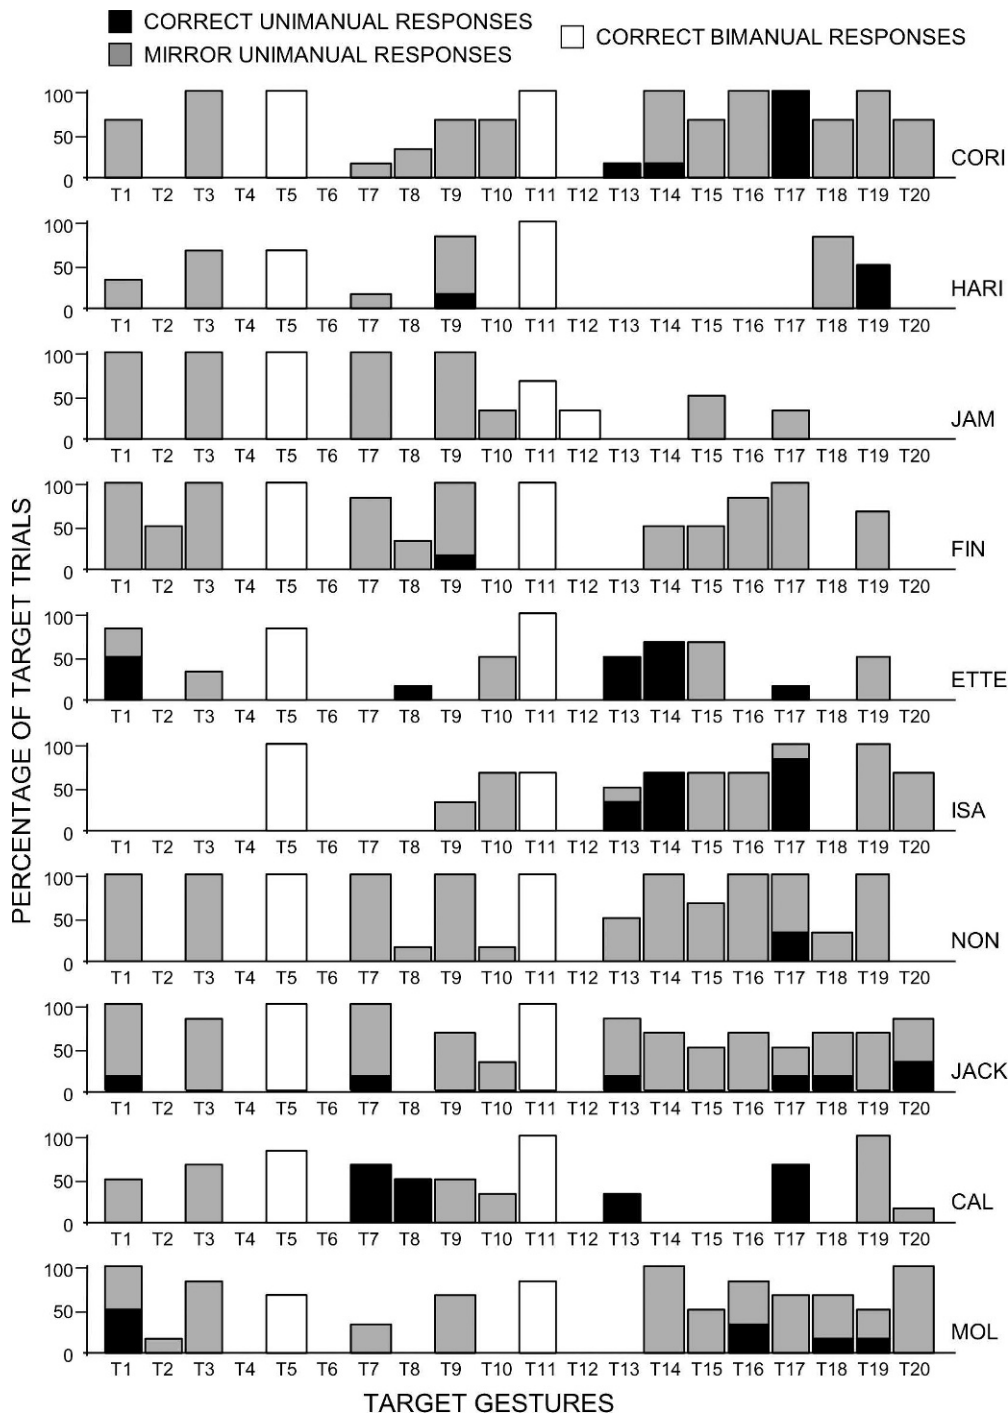 CORRECT UNIMANUAL RESPONSES
MIRROR UNIMANUAL RESPONSES
CORRECT BIMANUAL RESPONSES
PERCENTAGE OF TARGET TRIALS
100
50
0
CORI
T1 T2 T3 T4 T5 T6 T7 T8 T9 T10 T11 T12 T13 T14 T15 T16 T17 T18 T19 T20
100
50
0
HARI
T1 T2 T3 T4 T5 T6 T7 T8 T9 T10 T11 T12 T13 T14 T15 T16 T17 T18 T19 T20
100
50
0
JAM
T1 T2 T3 T4 T5 T6 T7 T8 T9 T10 T11 T12 T13 T14 T15 T16 T17 T18 T19 T20
100
50
0
FIN
T1 T2 T3 T4 T5 T6 T7 T8 T9 T10 T11 T12 T13 T14 T15 T16 T17 T18 T19 T20
100
50
0
ETTE
T1 T2 T3 T4 T5 T6 T7 T8 T9 T10 T11 T12 T13 T14 T15 T16 T17 T18 T19 T20
100
50
0
ISA
T1 T2 T3 T4 T5 T6 T7 T8 T9 T10 T11 T12 T13 T14 T15 T16 T17 T18 T19 T20
100
50
0
NON
T1 T2 T3 T4 T5 T6 T7 T8 T9 T10 T11 T12 T13 T14 T15 T16 T17 T18 T19 T20
100
50
0
JACK
T1 T2 T3 T4 T5 T6 T7 T8 T9 T10 T11 T12 T13 T14 T15 T16 T17 T18 T19 T20
100
50
0
CAL
T1 T2 T3 T4 T5 T6 T7 T8 T9 T10 T11 T12 T13 T14 T15 T16 T17 T18 T19 T20
100
50
0
MOL
T1 T2 T3 T4 T5 T6 T7 T8 T9 T10 T11 T12 T13 T14 T15 T16 T17 T18 T19 T20
TARGET GESTURES